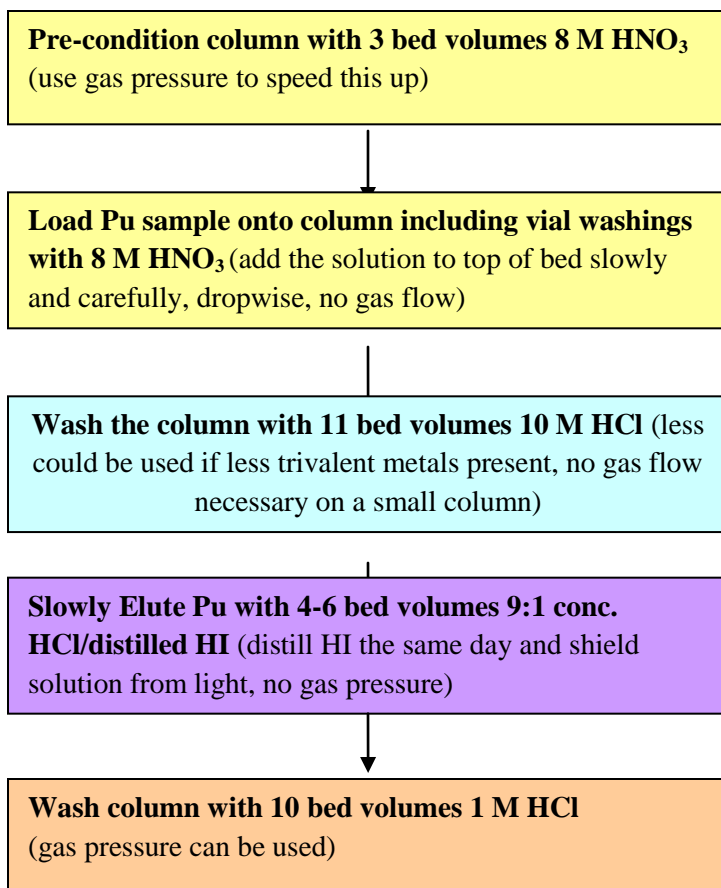 Pre-condition column with 3 bed volumes 8 M HNO₃
(use gas pressure to speed this up)
Load Pu sample onto column including vial washings
with 8 M HNO₃ (add the solution to top of bed slowly
and carefully, dropwise, no gas flow)
Wash the column with 11 bed volumes 10 M HCl (less
could be used if less trivalent metals present, no gas flow
necessary on a small column)
Slowly Elute Pu with 4-6 bed volumes 9:1 conc.
HCl/distilled HI (distill HI the same day and shield
solution from light, no gas pressure)
Wash column with 10 bed volumes 1 M HCl
(gas pressure can be used)